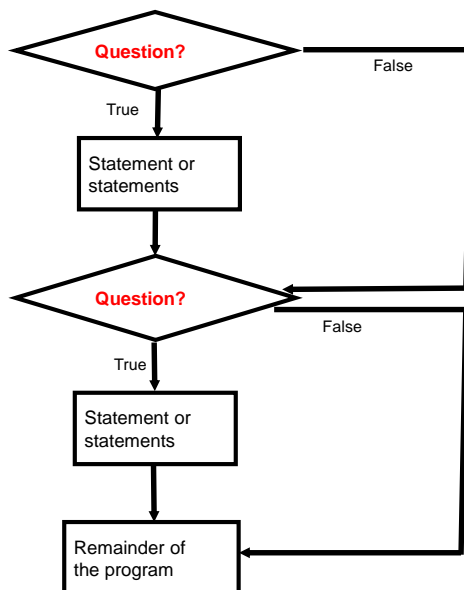 Question?
False
True
Statement or
statements
Question?
False
True
Statement or
statements
Remainder of
the program